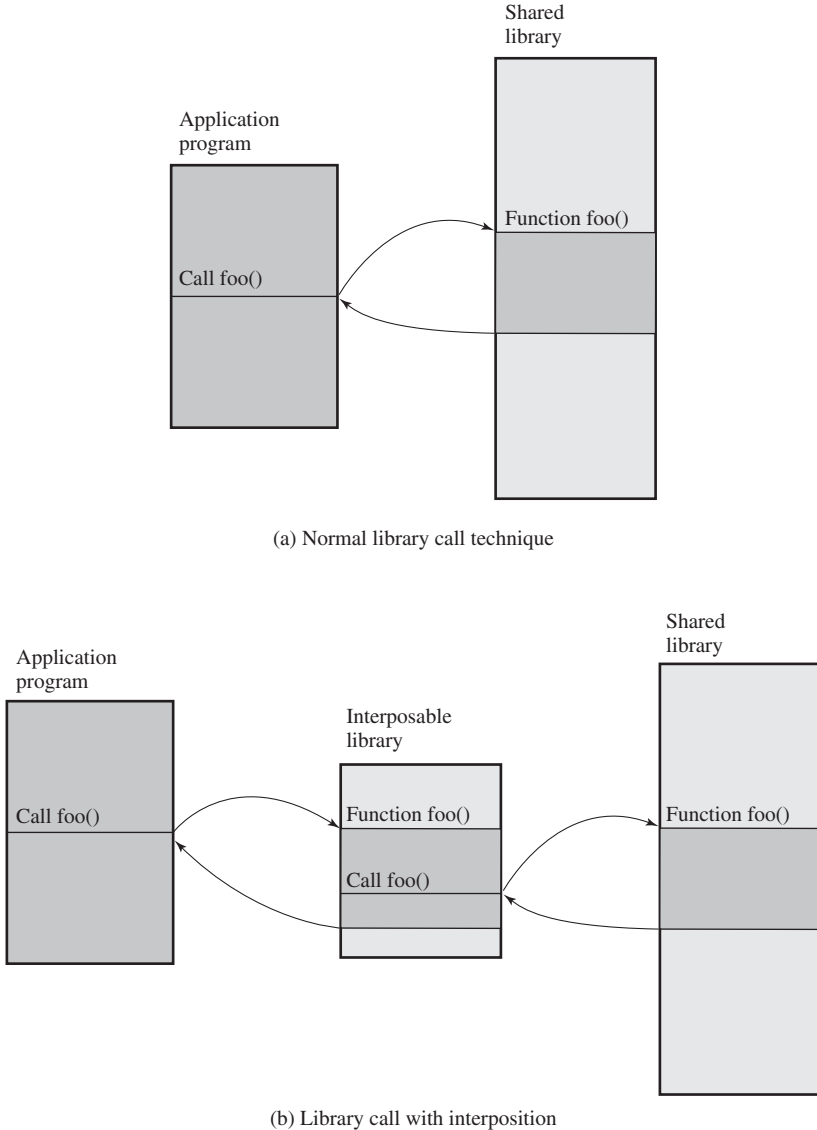 Shared
library
Application
program
Function foo()
Call foo()
(a) Normal library call technique
Shared
library
Application
program
Interposable
library
Call foo()
Function foo()
Function foo()
Call foo()
(b) Library call with interposition